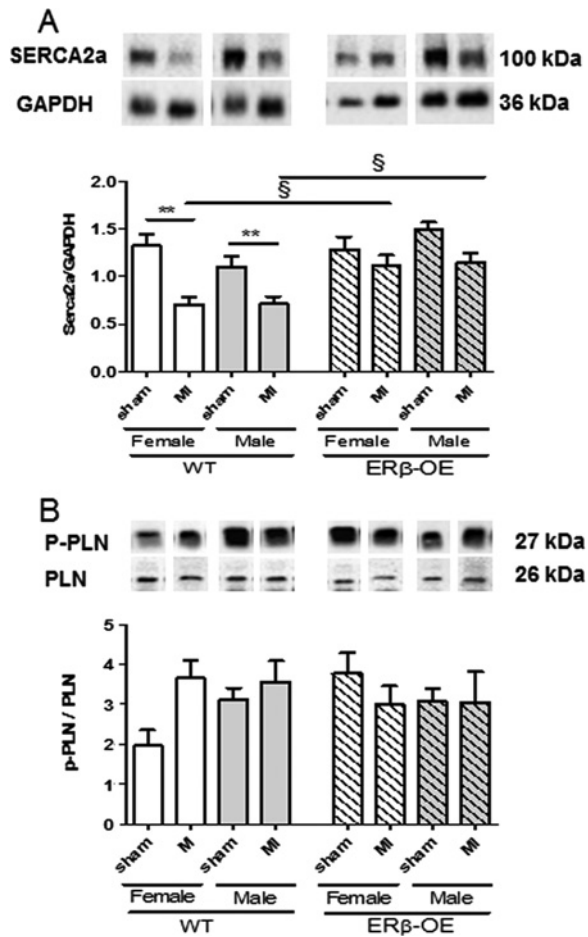 A
SERCA2a 100 kDa
GAPDH 36 kDa
§
§
** **
Serca2a/GAPDH
2.0
1.5
1.0
0.5
0.0
sham MI sham MI sham MI sham MI
Female Male Female Male
WT ERβ-OE
B
P-PLN 27 kDa
PLN 26 kDa
p-PLN / PLN
5
4
3
2
1
0
sham M sham MI sham MI sham MI
Female Male Female Male
WT ERβ-OE